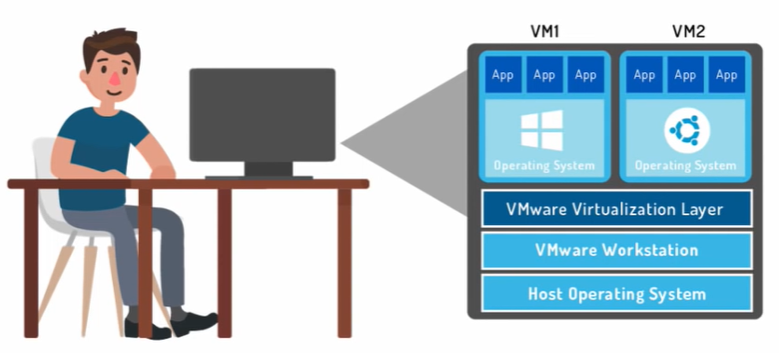 VM1 VM2
App App App App App App
Operating System Operating System
VMware Virtualization Layer
VMware Workstation
Host Operating System